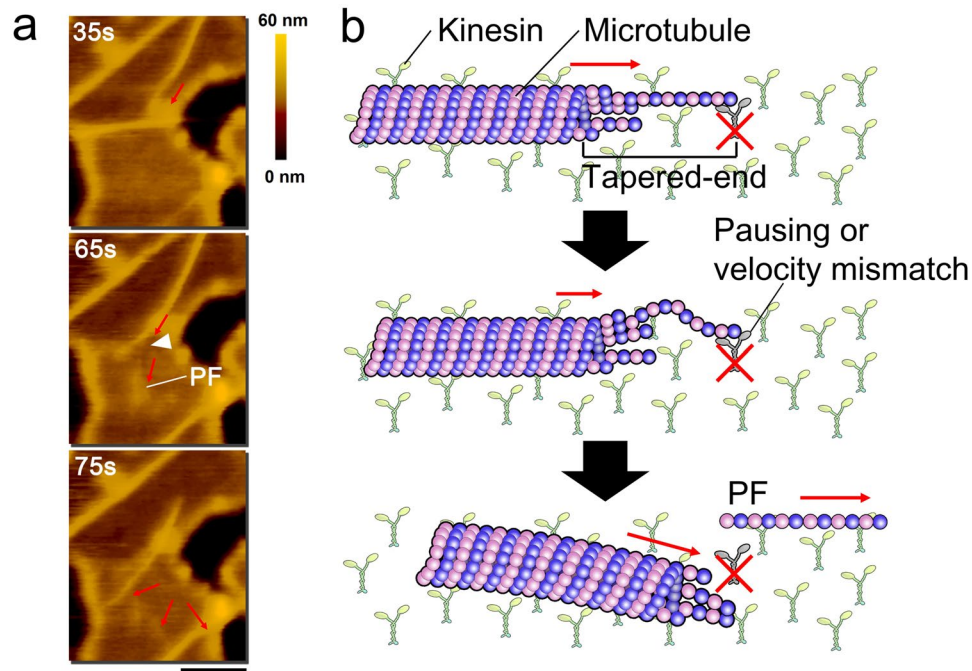 a
35s
60 nm
0 nm
65s
PF
75s
b
Kinesin
Microtubule
Tapered-end
Pausing or
velocity mismatch
PF